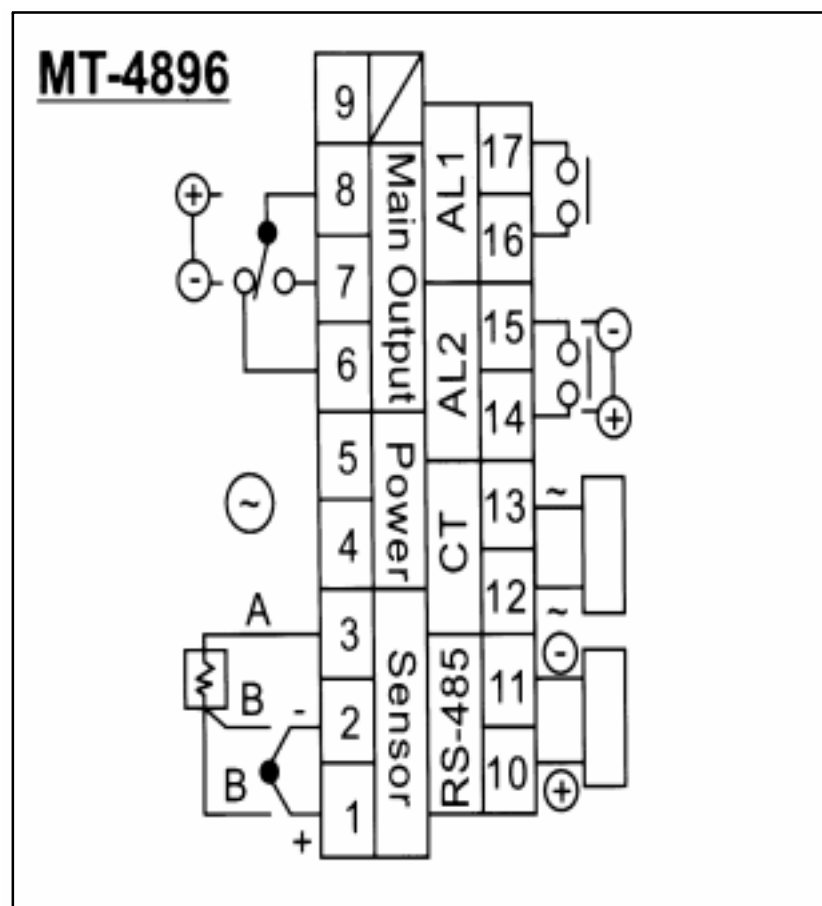 MT-4896
9
8
7
6
5
4
3
2
1
Main Output
Power
Sensor
AL1
AL2
CT
RS-485
17
16
15
14
13
12
11
10
+
-
~
A
B
B
-
+
-
+
~
~
-
+